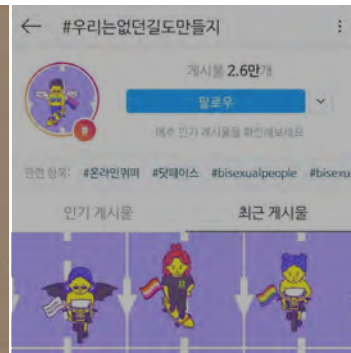 #우리는없던길도만들지
게시물 2.6만개
팔로우
매주 인기 게시물을 확인해보세요
관련 항목: #온라인퀴퍼 #닷페이스 #bisexualpeople #bisexu
인기 게시물 최근 게시물